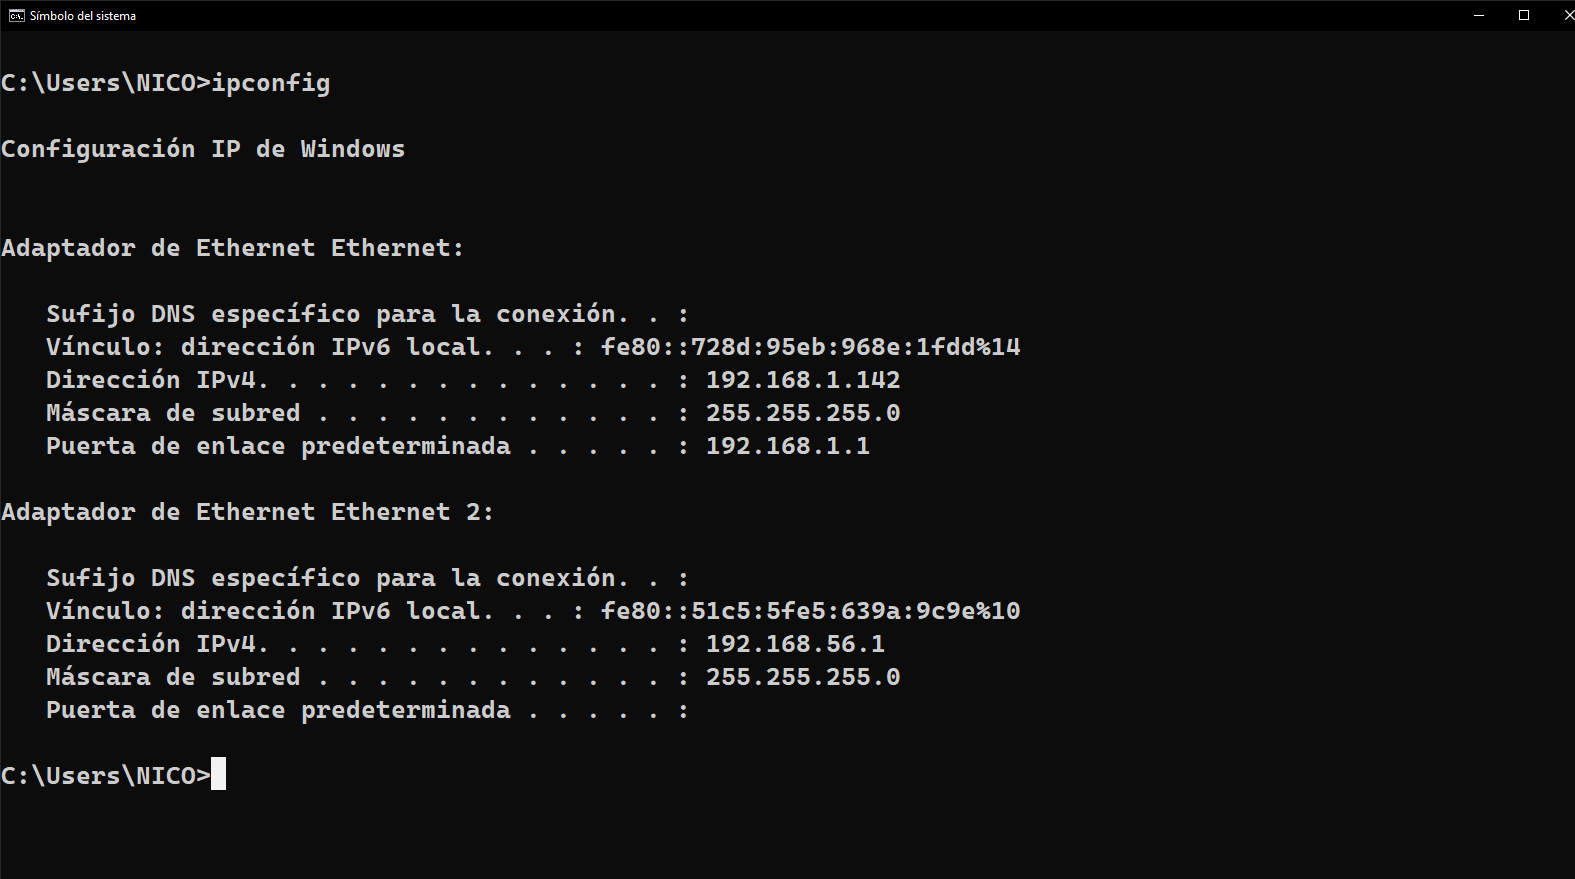 Símbolo del sistema
C:\Users\NICO>ipconfig
Configuración IP de Windows
Adaptador de Ethernet Ethernet:
Sufijo DNS específico para la conexión. . :
Vínculo: dirección IPv6 local. . . : fe80::728d:95eb:968e:1fdd%14
Dirección IPv4. . . . . . . . . . . . . . : 192.168.1.142
Máscara de subred . . . . . . . . . . . . : 255.255.255.0
Puerta de enlace predeterminada . . . . . : 192.168.1.1
Adaptador de Ethernet Ethernet 2:
Sufijo DNS específico para la conexión. . :
Vínculo: dirección IPv6 local. . . : fe80::51c5:5fe5:639a:9c9e%10
Dirección IPv4. . . . . . . . . . . . . . : 192.168.56.1
Máscara de subred . . . . . . . . . . . . : 255.255.255.0
Puerta de enlace predeterminada . . . . . :
C:\Users\NICO>